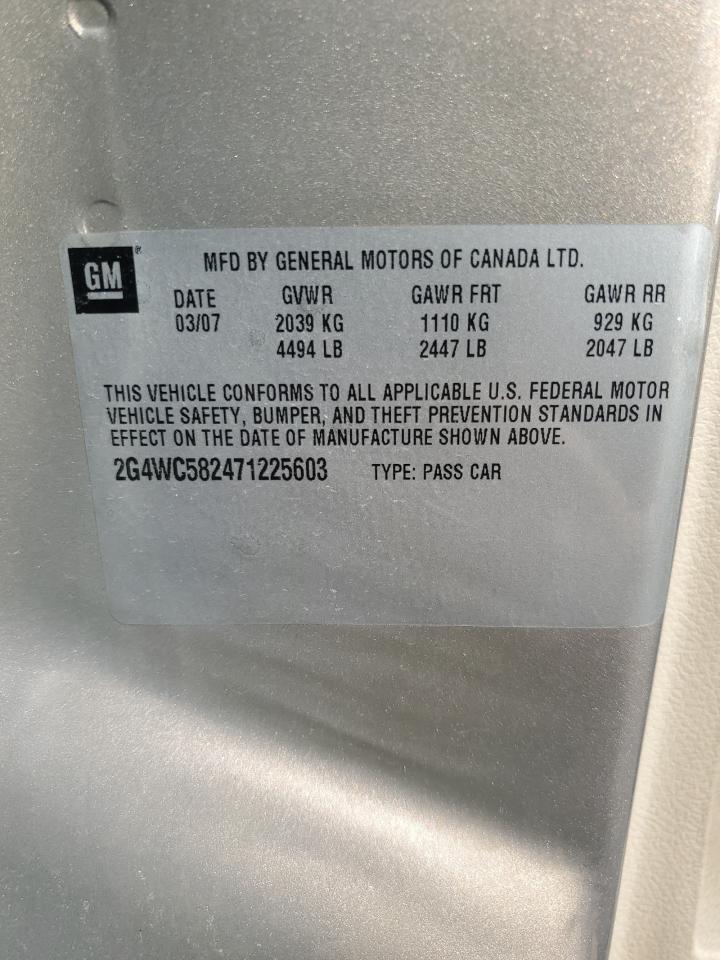 GM®
MFD BY GENERAL MOTORS OF CANADA LTD.
DATE GVWR GAWR FRT GAWR RR
03/07 2039 KG 1110 KG 929 KG
4494 LB 2447 LB 2047 LB
THIS VEHICLE CONFORMS TO ALL APPLICABLE U.S. FEDERAL MOTOR
VEHICLE SAFETY, BUMPER, AND THEFT PREVENTION STANDARDS IN
EFFECT ON THE DATE OF MANUFACTURE SHOWN ABOVE.
2G4WC582471225603 TYPE: PASS CAR